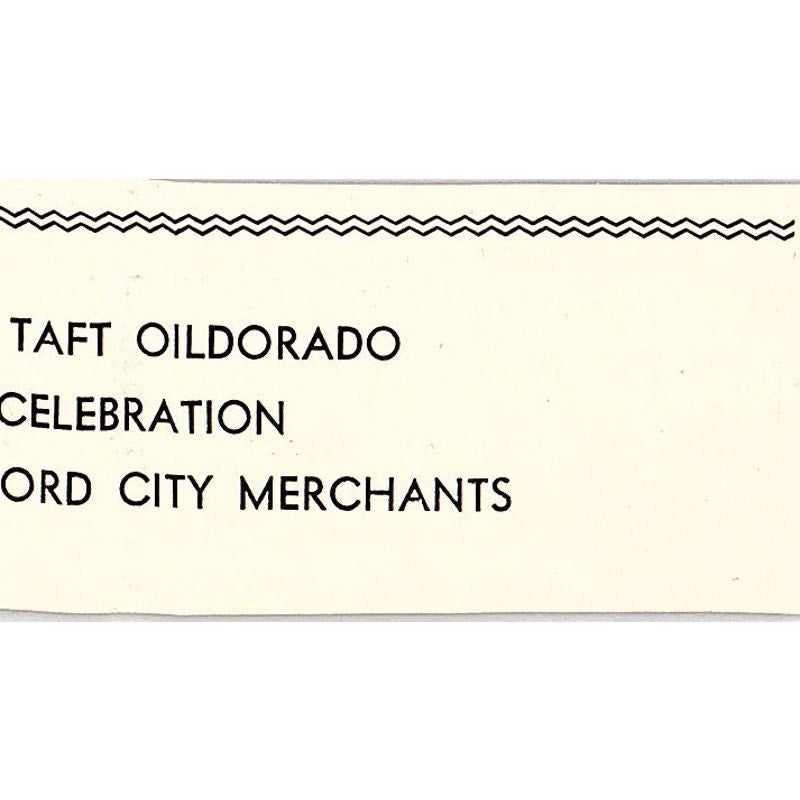 TAFT OILDORADO
CELEBRATION
ORD CITY MERCHANTS